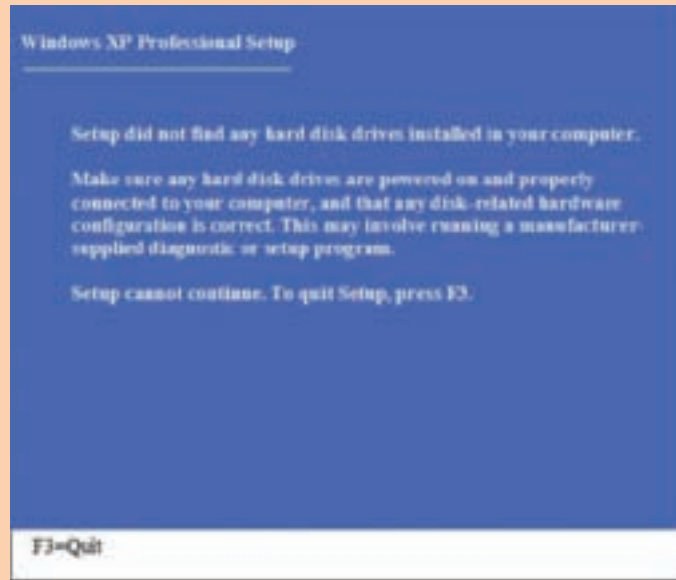 Windows XP Professional Setup
Setup did not find any hard disk drives installed in your computer.
Make sure any hard disk drives are powered on and properly
connected to your computer, and that any disk-related hardware
configuration is correct. This may involve running a manufacturer-
supplied diagnostic or setup program.
Setup cannot continue. To quit Setup, press F3.
F3=Quit